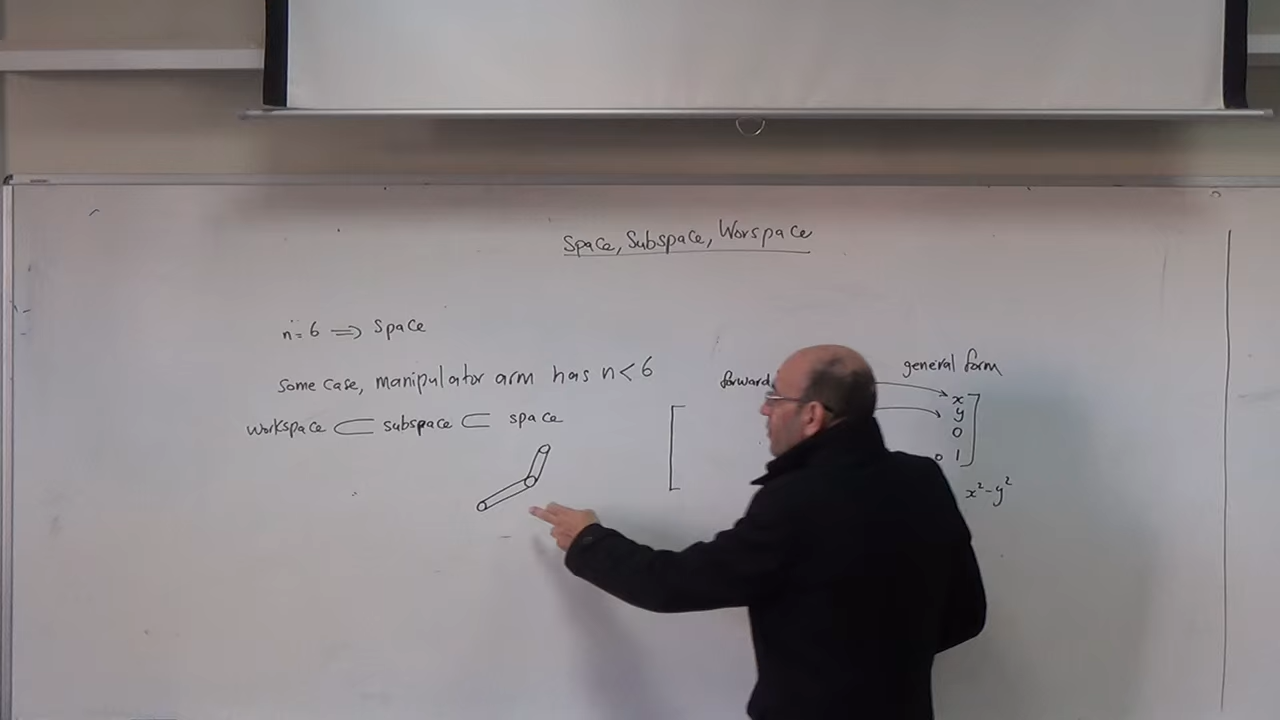 Space, Subspace, Worspace
n=6 ⟹ Space
Some case, manipulator arm has n<6
workspace ⊂ subspace ⊂ space
forward
general form
x
y
0
0 1
x²-y²